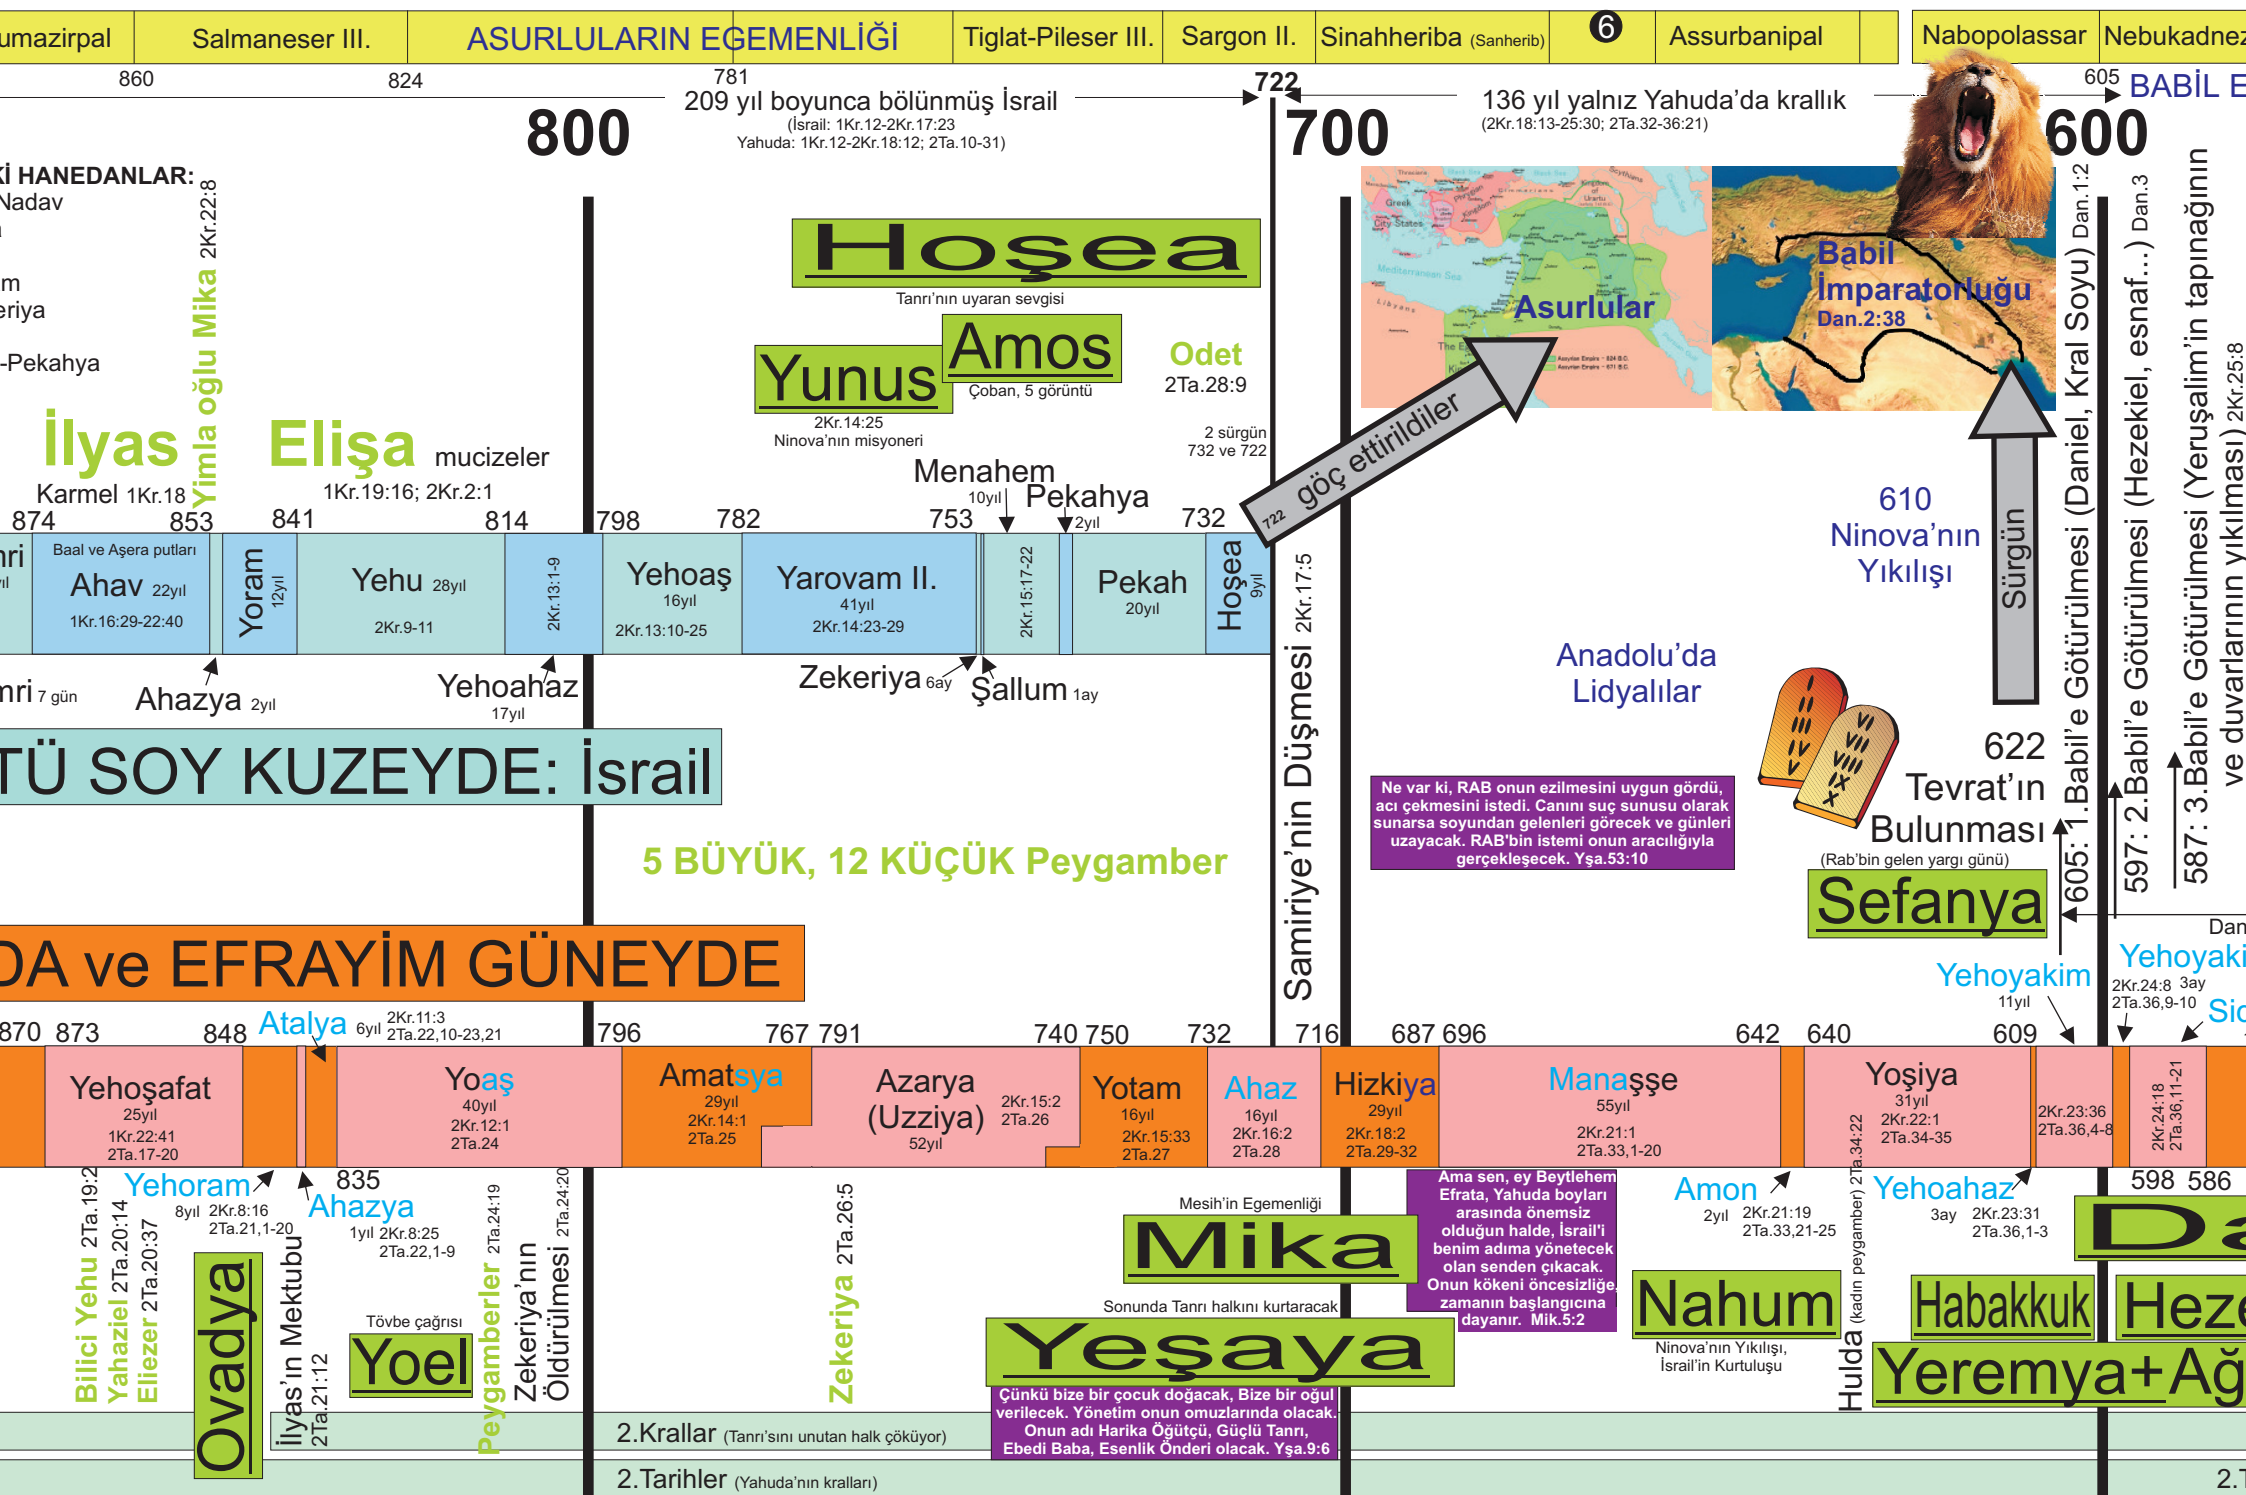 umazirpal
Salmaneser III.
ASURLULARIN EGEMENLİĞİ
Tiglat-Pileser III.
Sargon II.
Sinahheriba (Sanherib)
6
Assurbanipal
Nabopolassar
Nebukadnez
860
824
781
722
605
BABİL E
209 yıl boyunca bölünmüş İsrail
(İsrail: 1Kr.12-2Kr.17:23
Yahuda: 1Kr.12-2Kr.18:12; 2Ta.10-31)
136 yıl yalnız Yahuda’da krallık
(2Kr.18:13-25:30; 2Ta.32-36:21)
800
700
600
Kİ HANEDANLAR:
Nadav
a
m
eriya
-Pekahya
Yimla oğlu Mika 2Kr.22:8
Hoşea
Tanrı’nın uyaran sevgisi
Yunus
2Kr.14:25
Ninova’nın misyoneri
Amos
Çoban, 5 görüntü
Odet
2Ta.28:9
2 sürgün
732 ve 722
Greek
City States
Phrygian
Kingdom
Kingdom
of
Urartu
Mediterranean Sea
Libyans
Asurlular
Assyrian Empire - 824 B.C.
Assyrian Empire - 671 B.C.
Babil
İmparatorluğu
Dan.2:38
722 göç ettirildiler
Sürgün
610
Ninova’nın
Yıkılışı
İlyas
Karmel 1Kr.18
Elişa mucizeler
1Kr.19:16; 2Kr.2:1
Menahem
10yıl
Pekahya
2yıl
874
853
841
814
798
782
753
732
mri
yıl
Baal ve Aşera putları
Ahav 22yıl
1Kr.16:29-22:40
Yoram
12yıl
Yehu 28yıl
2Kr.9-11
2Kr.13:1-9
Yehoaş
16yıl
2Kr.13:10-25
Yarovam II.
41yıl
2Kr.14:23-29
2Kr.15:17-22
Pekah
20yıl
Hoşea
9yıl
mri 7 gün
Ahazya 2yıl
Yehoahaz
17yıl
Zekeriya 6ay
Şallum 1ay
Samiriye’nin Düşmesi 2Kr.17:5
Anadolu’da
Lidyalılar
I
II
III
IV
V
VI
VII
VIII
IX
X
622
Tevrat’ın
Bulunması
(Rab’bin gelen yargı günü)
Sefanya
605: 1.Babil’e Götürülmesi (Daniel, Kral Soyu) Dan.1:2
597: 2.Babil’e Götürülmesi (Hezekiel, esnaf...) Dan.3
587: 3.Babil’e Götürülmesi (Yeruşalim’in tapınağının
ve duvarlarının yıkılması) 2Kr.25:8
TÜ SOY KUZEYDE: İsrail
Ne var ki, RAB onun ezilmesini uygun gördü,
acı çekmesini istedi. Canını suç sunusu olarak
sunarsa soyundan gelenleri görecek ve günleri
uzayacak. RAB'bin istemi onun aracılığıyla
gerçekleşecek. Yşa.53:10
5 BÜYÜK, 12 KÜÇÜK Peygamber
DA ve EFRAYİM GÜNEYDE
Dan
Yehoyakim
11yıl
Yehoyaki
2Kr.24:8 3ay
2Ta.36,9-10
Sid
870
873
848
Atalya 6yıl
2Kr.11:3
2Ta.22,10-23,21
796
767
791
740
750
732
716
687
696
642
640
609
Yehoşafat
25yıl
1Kr.22:41
2Ta.17-20
Yoaş
40yıl
2Kr.12:1
2Ta.24
Amatsya
29yıl
2Kr.14:1
2Ta.25
Azarya
(Uzziya)
52yıl
2Kr.15:2
2Ta.26
Yotam
16yıl
2Kr.15:33
2Ta.27
Ahaz
16yıl
2Kr.16:2
2Ta.28
Hizkiya
29yıl
2Kr.18:2
2Ta.29-32
Manaşşe
55yıl
2Kr.21:1
2Ta.33,1-20
Yoşiya
31yıl
2Kr.22:1
2Ta.34-35
2Kr.23:36
2Ta.36,4-8
2Kr.24:18
2Ta.36,11-21
Yehoram
8yıl 2Kr.8:16
2Ta.21,1-20
835
Ahazya
1yıl 2Kr.8:25
2Ta.22,1-9
Amon
2yıl 2Kr.21:19
2Ta.33,21-25
Yehoahaz
3ay 2Kr.23:31
2Ta.36,1-3
598
586
Bilici Yehu 2Ta.19:2
Yahaziel 2Ta.20:14
Eliezer 2Ta.20:37
Ovadya
İlyas’ın Mektubu
2Ta.21:12
Tövbe çağrısı
Yoel
Peygamberler 2Ta.24:19
Zekeriya’nın
Öldürülmesi 2Ta.24:20
Zekeriya 2Ta.26:5
Mesih’in Egemenliği
Mika
Ama sen, ey Beytlehem
Efrata, Yahuda boyları
arasında önemsiz
olduğun halde, İsrail'i
benim adıma yönetecek
olan senden çıkacak.
Onun kökeni öncesizliğe,
zamanın başlangıcına
dayanır. Mik.5:2
Sonunda Tanrı halkını kurtaracak
Yeşaya
Çünkü bize bir çocuk doğacak, Bize bir oğul
verilecek. Yönetim onun omuzlarında olacak.
Onun adı Harika Öğütçü, Güçlü Tanrı,
Ebedi Baba, Esenlik Önderi olacak. Yşa.9:6
Nahum
Ninova’nın Yıkılışı,
İsrail’in Kurtuluşu
Hulda (kadın peygamber) 2Ta.34:22
Da
Habakkuk
Heze
Yeremya+Ağ
2.Krallar (Tanrı’sını unutan halk çöküyor)
2.Tarihler (Yahuda’nın kralları)
2.T